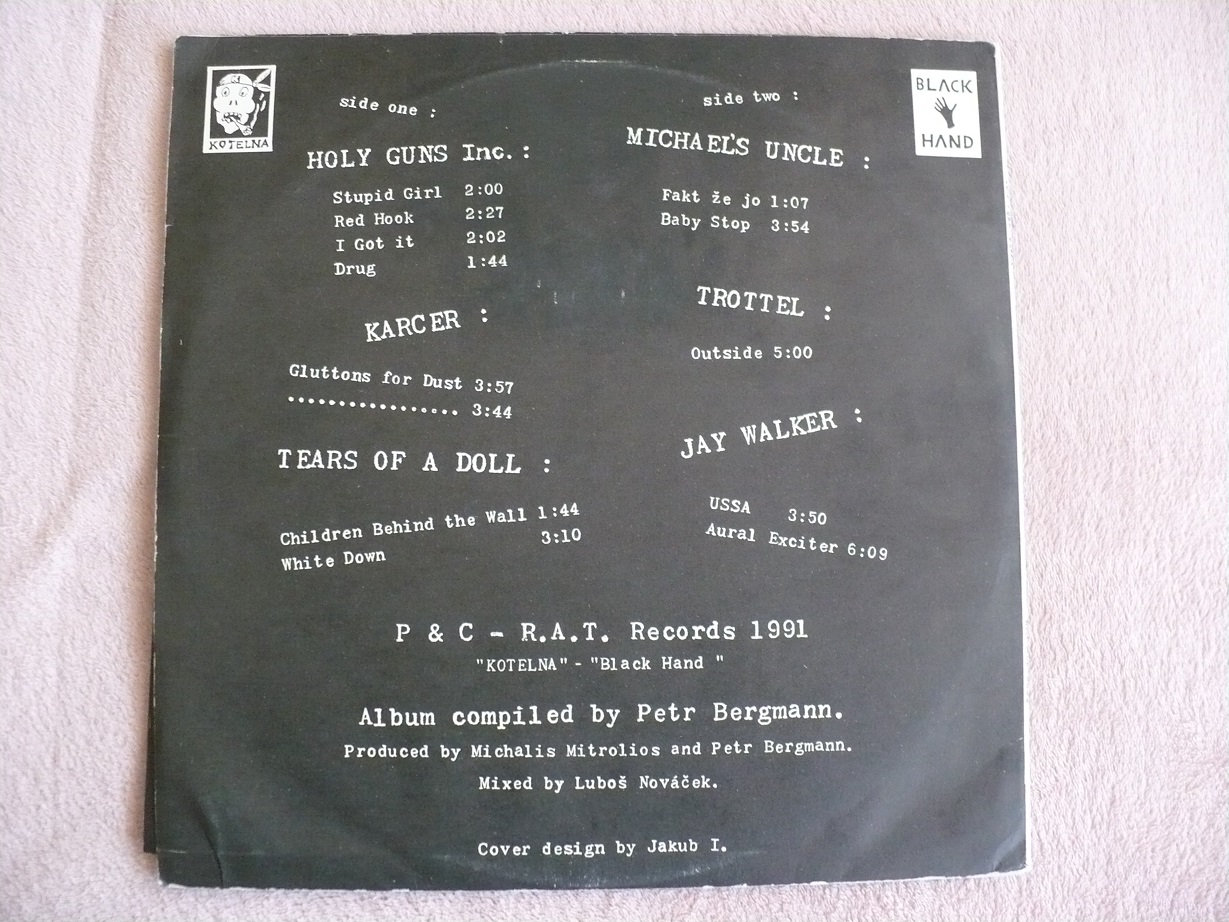 KOTELNA
side one :
HOLY GUNS Inc. :
Stupid Girl 2:00
Red Hook 2:27
I Got it 2:02
Drug 1:44
KARCER :
Gluttons for Dust 3:57
................. 3:44
TEARS OF A DOLL :
Children Behind the Wall 1:44
White Down 3:10
side two :
BLACK
HAND
MICHAEL'S UNCLE :
Fakt že jo 1:07
Baby Stop 3:54
TROTTEL :
Outside 5:00
JAY WALKER :
USSA 3:50
Aural Exciter 6:09
P & C - R.A.T. Records 1991
"KOTELNA" - "Black Hand "
Album compiled by Petr Bergmann.
Produced by Michalis Mitrolios and Petr Bergmann.
Mixed by Luboš Nováček.
Cover design by Jakub I.